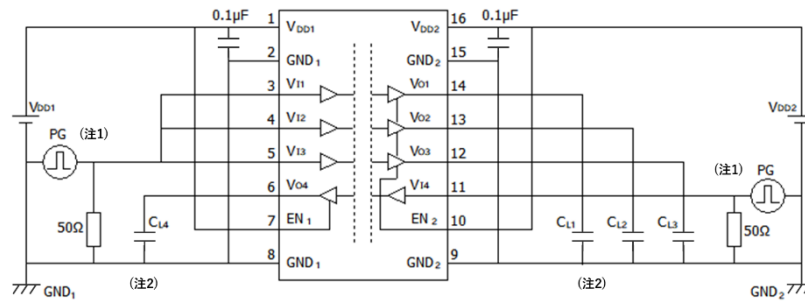 0.1μF
1
VDD1
VDD2
16
0.1μF
2
GND1
GND2
15
3
VI1
VO1
14
4
VI2
VO2
13
5
VI3
VO3
12
6
VO4
VI4
11
7
EN1
EN2
10
8
GND1
GND2
9
VDD1
PG
(注1)
50Ω
CL4
(注2)
GND1
VDD2
(注1)
PG
CL1
CL2
CL3
50Ω
(注2)
GND2